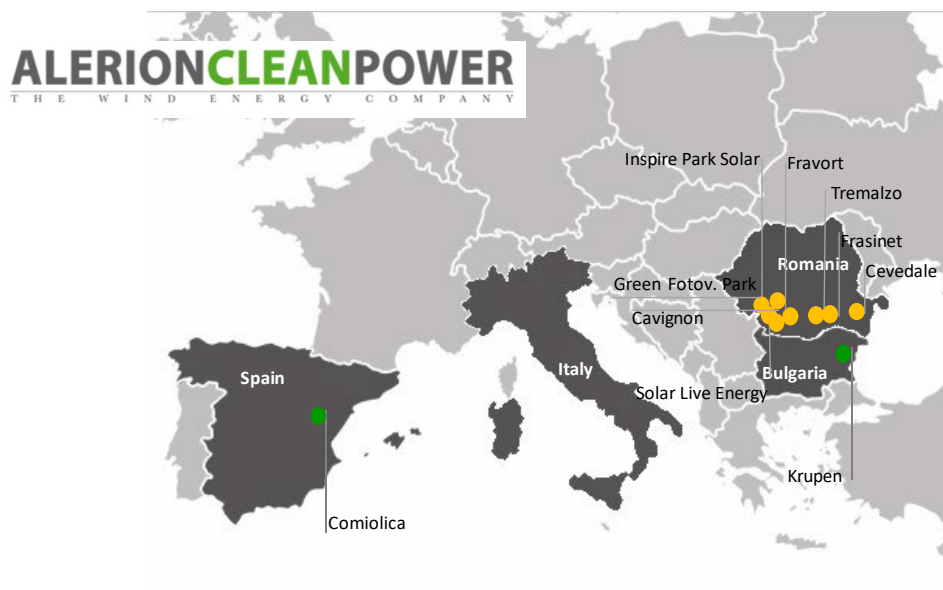 ALERIONCLEANPOWER
THE WIND ENERGY COMPANY
Inspire Park Solar
Fravort
Tremalzo
Frasinet
Romania
Cevedale
Green Fotov. Park
Cavignon
Italy
Bulgaria
Spain
Solar Live Energy
Krupen
Comiolica